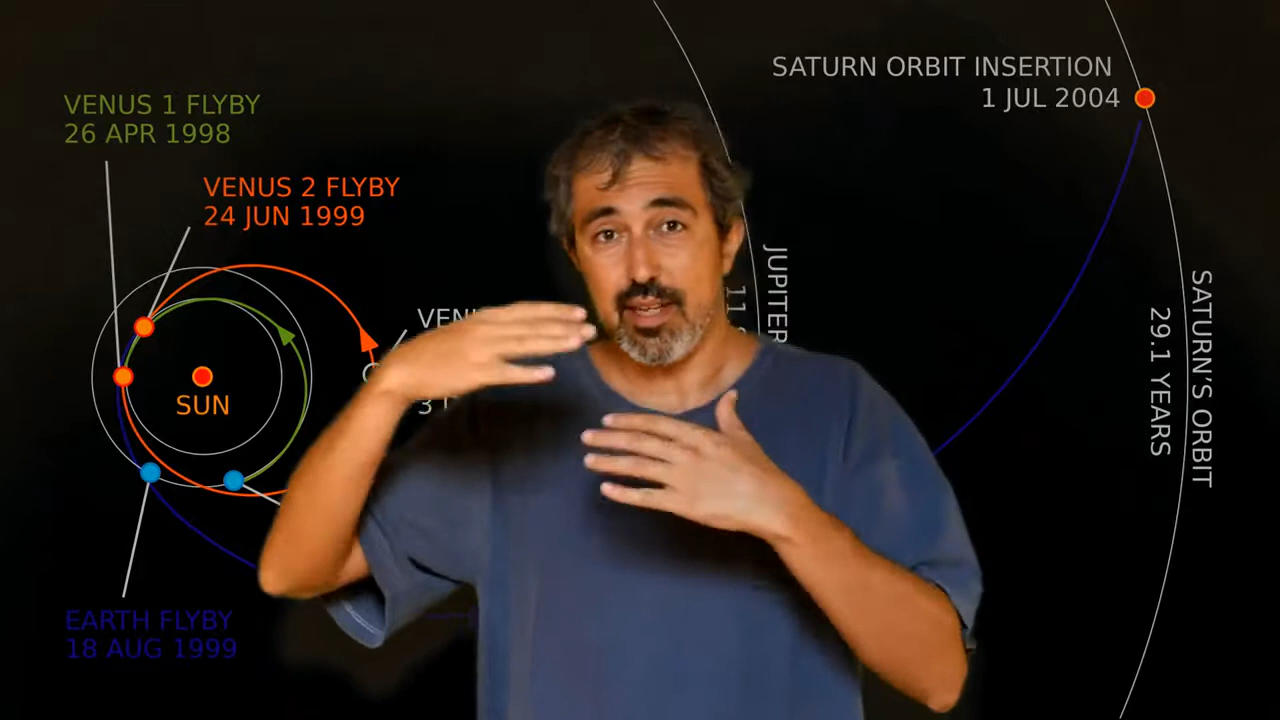 SATURN ORBIT INSERTION
1 JUL 2004
VENUS 1 FLYBY
26 APR 1998
VENUS 2 FLYBY
24 JUN 1999
JUPITER
SATURN'S ORBIT
29.1 YEARS
SUN
EARTH FLYBY
18 AUG 1999